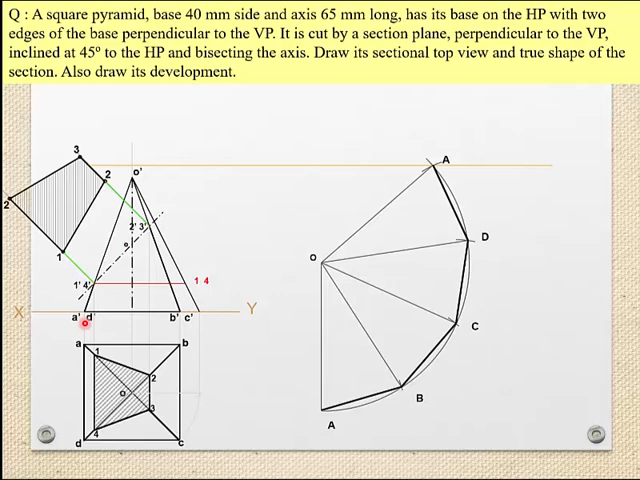 Q : A square pyramid, base 40 mm side and axis 65 mm long, has its base on the HP with two
edges of the base perpendicular to the VP. It is cut by a section plane, perpendicular to the VP,
inclined at 45º to the HP and bisecting the axis. Draw its sectional top view and true shape of the
section. Also draw its development.
3
2
o'
A
2
2' 3'
D
1
o
O
1' 4'
1 4
X
Y
a' d'
b' c'
o
C
a
1
b
2
o
B
3
A
4
d
c